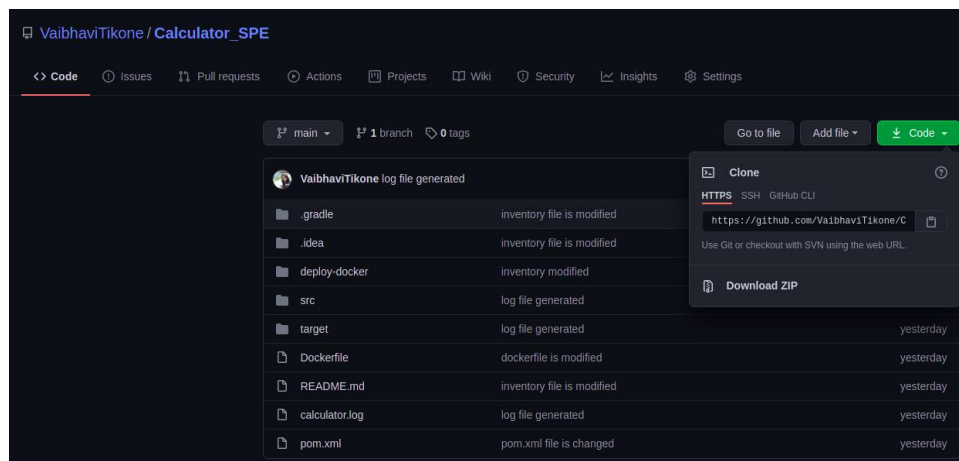 VaibhaviTikone / Calculator_SPE
<> Code Issues Pull requests Actions Projects Wiki Security Insights Settings
main 1 branch 0 tags Go to file Add file Code
VaibhaviTikone log file generated
.gradle inventory file is modified
.idea inventory file is modified
deploy-docker inventory modified
src log file generated
target log file generated yesterday
Dockerfile dockerfile is modified yesterday
README.md inventory file is modified yesterday
calculator.log log file generated yesterday
pom.xml pom.xml file is changed yesterday
Clone
HTTPS SSH GitHub CLI
https://github.com/VaibhaviTikone/C
Use Git or checkout with SVN using the web URL.
Download ZIP